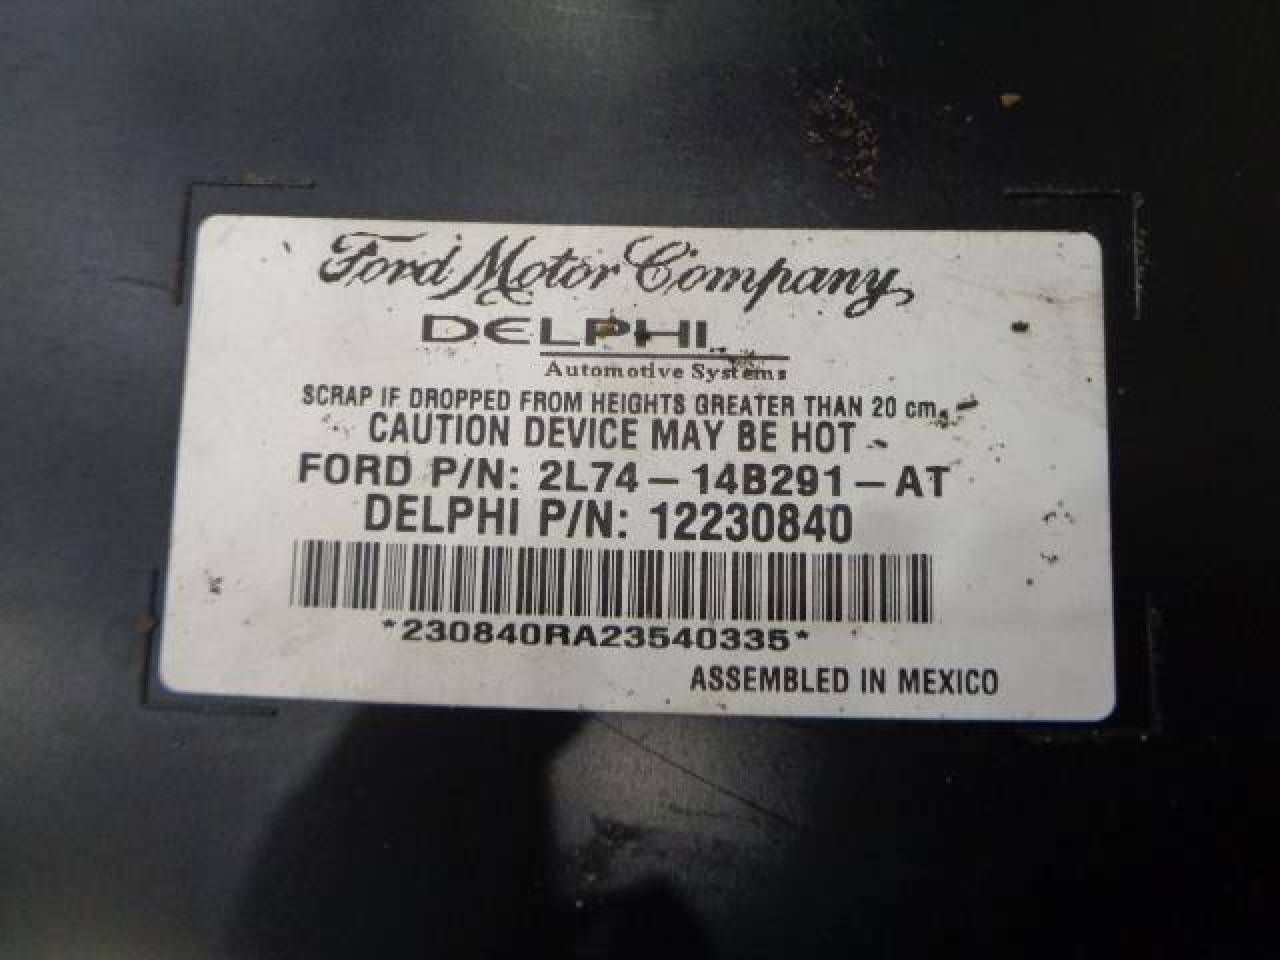 Ford Motor Company
DELPHI
Automotive Systems
SCRAP IF DROPPED FROM HEIGHTS GREATER THAN 20 cm.
CAUTION DEVICE MAY BE HOT
FORD P/N: 2L74-14B291-AT
DELPHI P/N: 12230840
*230840RA23540335*
ASSEMBLED IN MEXICO